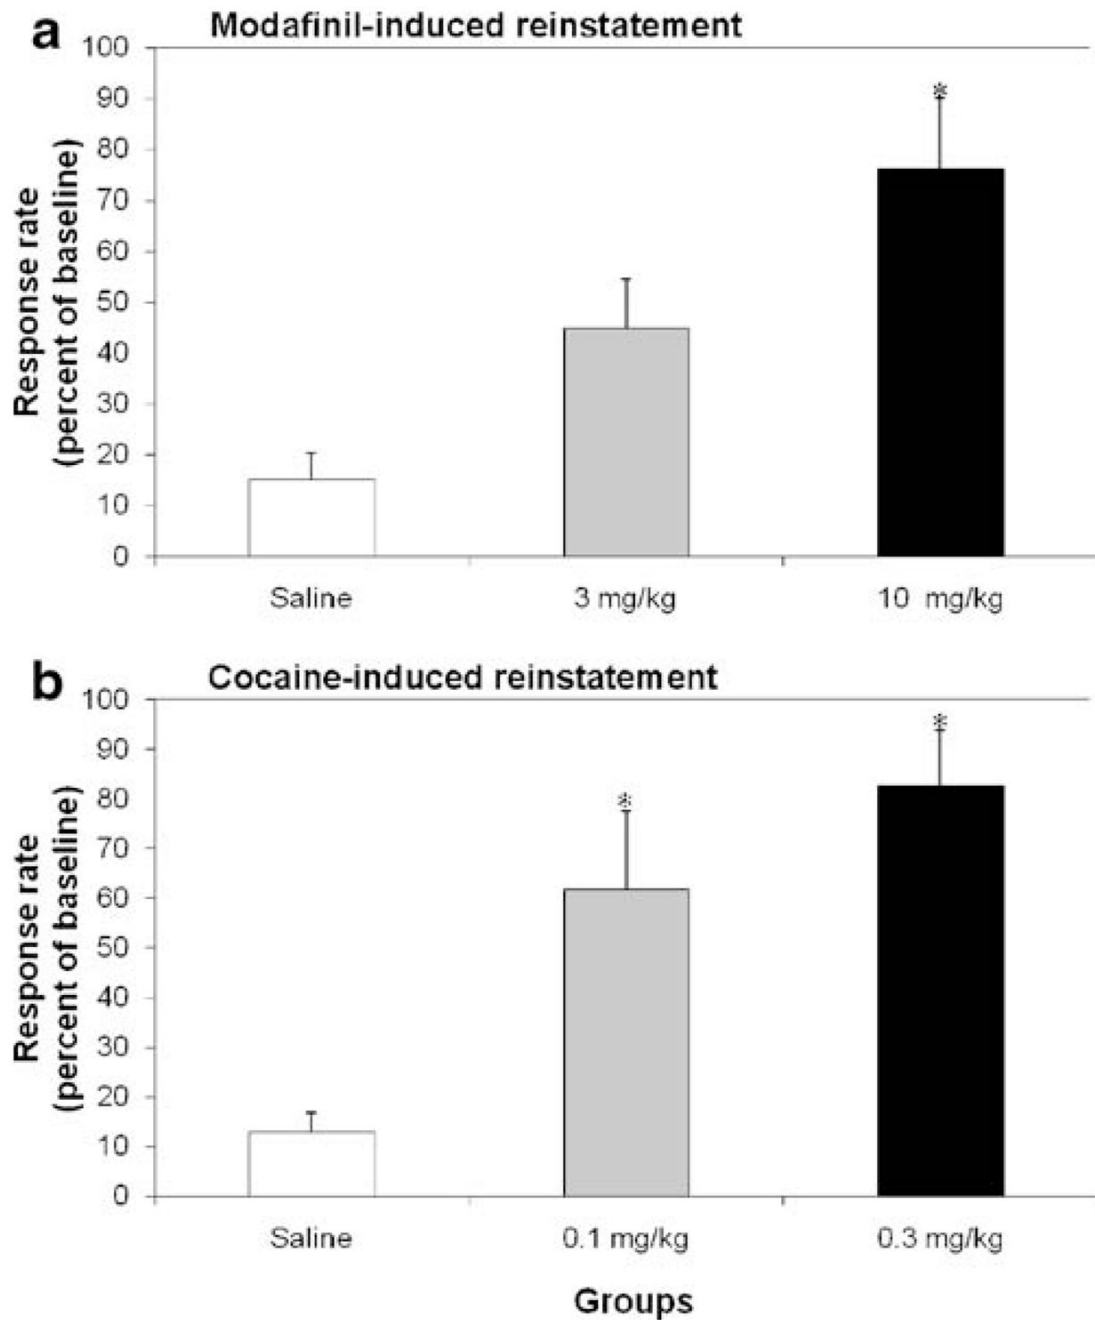 a Modafinil-induced reinstatement
100
90
80
70
60
50
40
30
20
10
0
Response rate
(percent of baseline)
*
Saline 3 mg/kg 10 mg/kg
b Cocaine-induced reinstatement
100
90
80
70
60
50
40
30
20
10
0
Response rate
(percent of baseline)
*
*
Saline 0.1 mg/kg 0.3 mg/kg
Groups